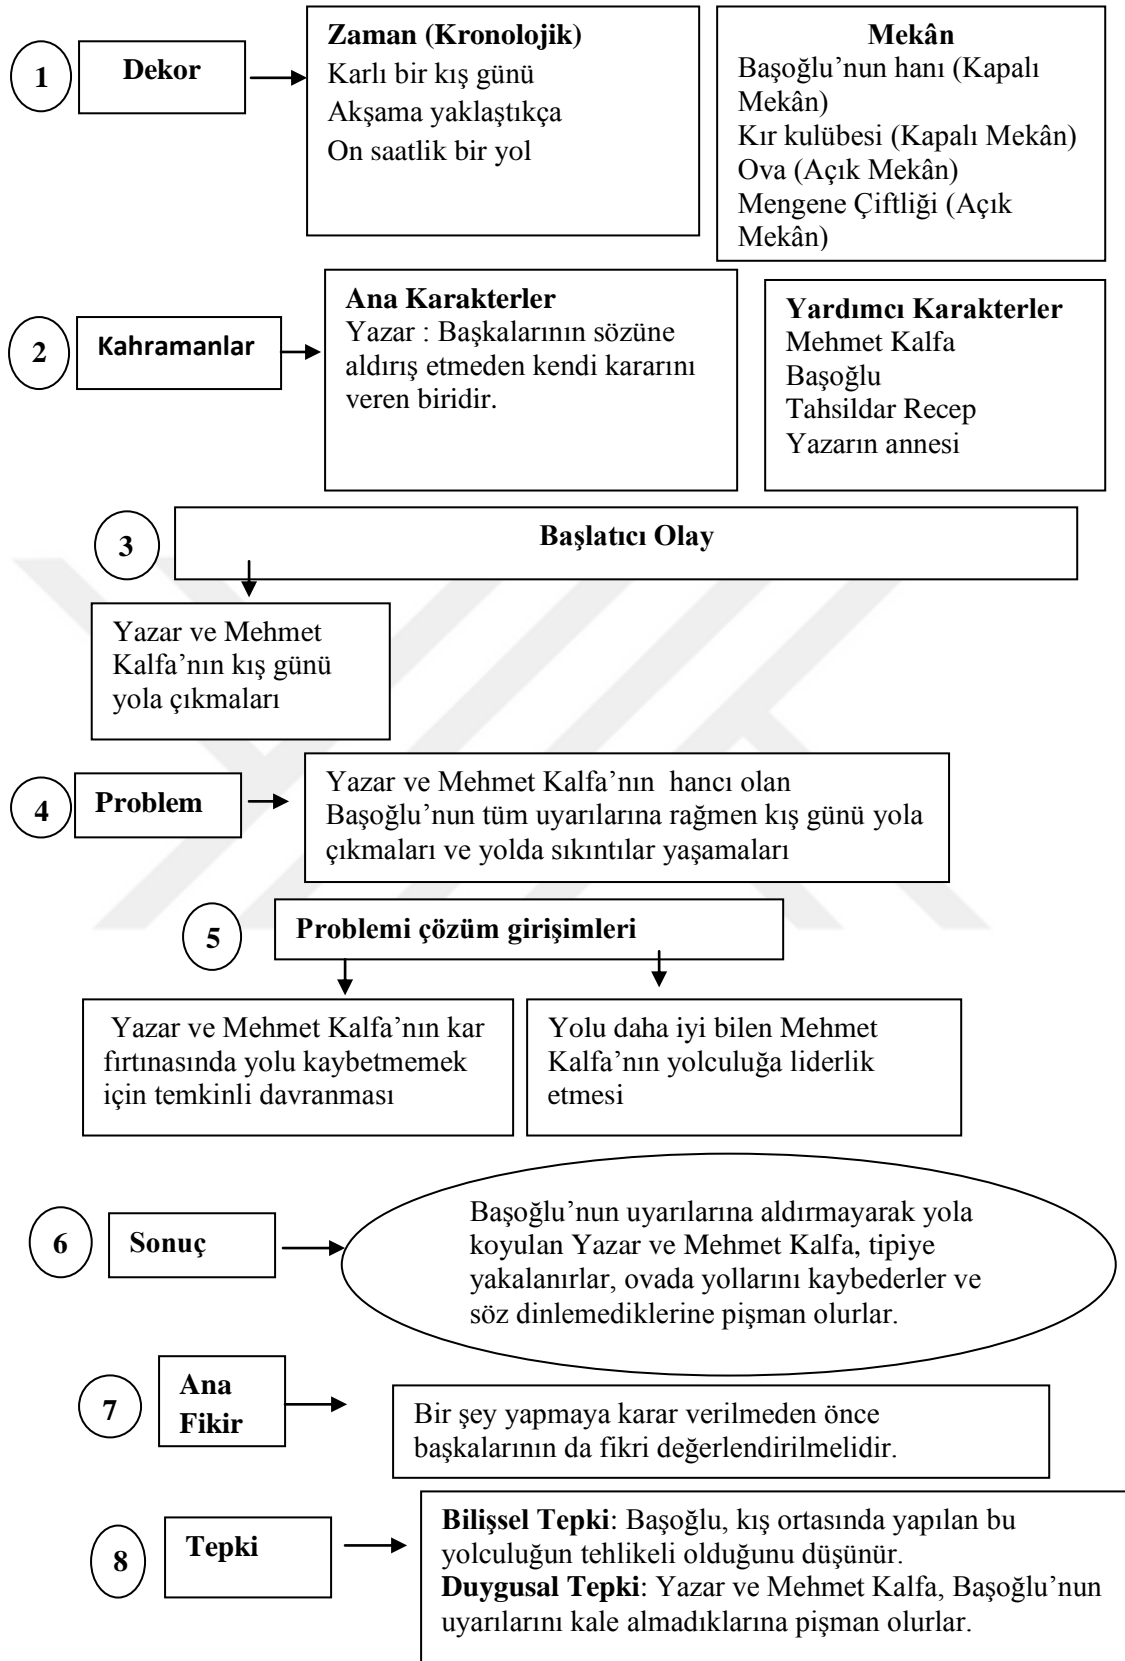 1
Dekor
Zaman (Kronolojik)
Karlı bir kış günü
Akşama yaklaştıkça
On saatlik bir yol
Mekân
Başoğlu’nun hanı (Kapalı
Mekân)
Kır kulübesi (Kapalı Mekân)
Ova (Açık Mekân)
Mengene Çiftliği (Açık
Mekân)
2
Kahramanlar
Ana Karakterler
Yazar : Başkalarının sözüne
aldırış etmeden kendi kararını
veren biridir.
Yardımcı Karakterler
Mehmet Kalfa
Başoğlu
Tahsildar Recep
Yazarın annesi
3
Başlatıcı Olay
Yazar ve Mehmet
Kalfa’nın kış günü
yola çıkmaları
4
Problem
Yazar ve Mehmet Kalfa’nın hancı olan
Başoğlu’nun tüm uyarılarına rağmen kış günü yola
çıkmaları ve yolda sıkıntılar yaşamaları
5
Problemi çözüm girişimleri
Yazar ve Mehmet Kalfa’nın kar
fırtınasında yolu kaybetmemek
için temkinli davranması
Yolu daha iyi bilen Mehmet
Kalfa’nın yolculuğa liderlik
etmesi
6
Sonuç
Başoğlu’nun uyarılarına aldırmayarak yola
koyulan Yazar ve Mehmet Kalfa, tipiye
yakalanırlar, ovada yollarını kaybederler ve
söz dinlemediklerine pişman olurlar.
7
Ana
Fikir
Bir şey yapmaya karar verilmeden önce
başkalarının da fikri değerlendirilmelidir.
8
Tepki
Bilişsel Tepki: Başoğlu, kış ortasında yapılan bu
yolculuğun tehlikeli olduğunu düşünür.
Duygusal Tepki: Yazar ve Mehmet Kalfa, Başoğlu’nun
uyarılarını kale almadıklarına pişman olurlar.